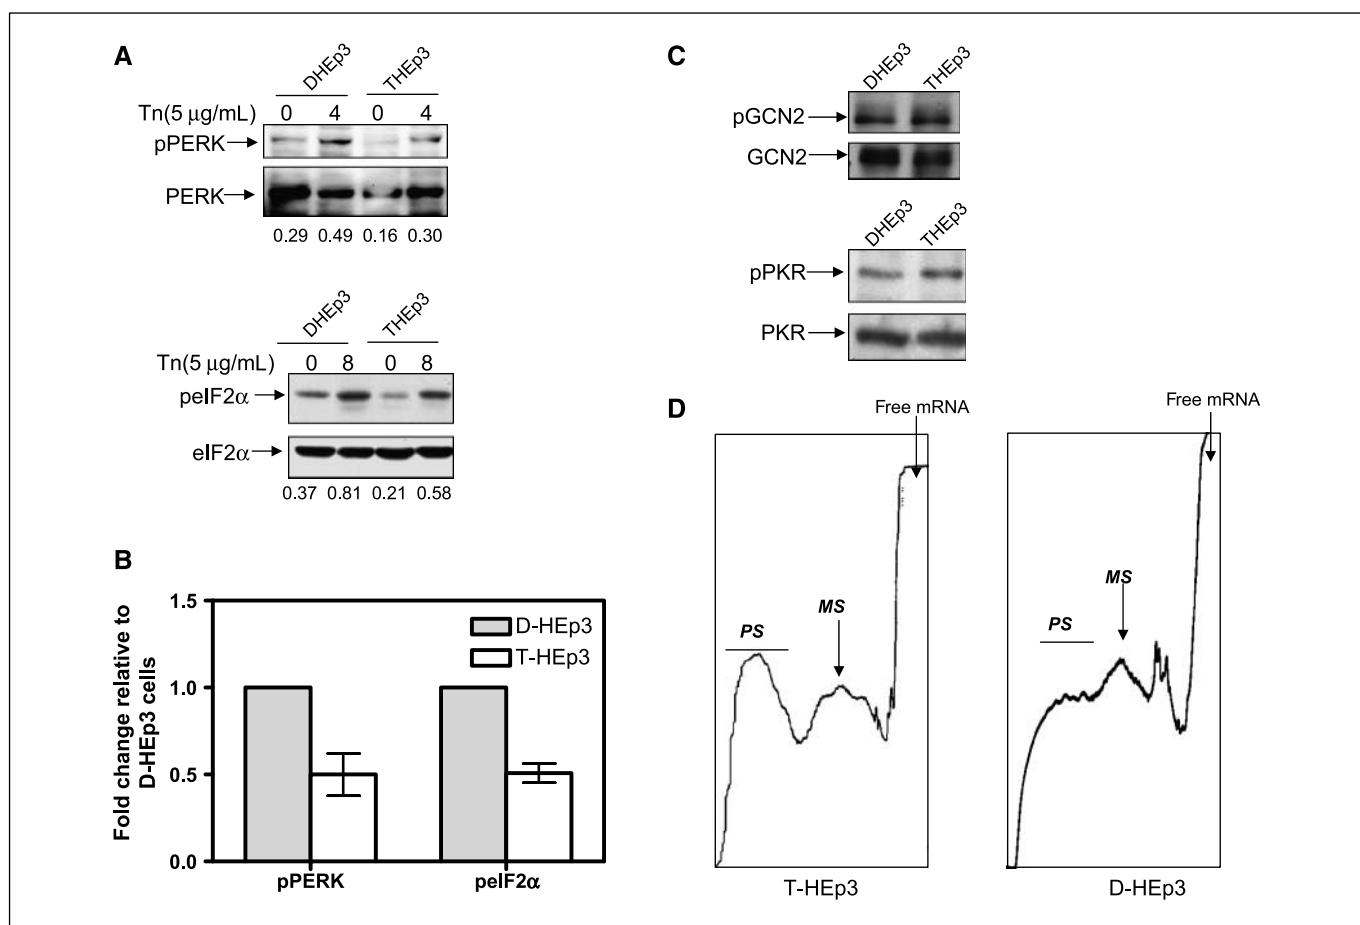 A
DHEp3 THEp3
Tn(5 µg/mL) 0 4 0 4
pPERK
PERK
0.29 0.49 0.16 0.30
DHEp3 THEp3
Tn(5 µg/mL) 0 8 0 8
peIF2α
eIF2α
0.37 0.81 0.21 0.58
B
Fold change relative to
D-HEp3 cells
1.5
1.0
0.5
0.0
D-HEp3
T-HEp3
pPERK peIF2α
C
DHEp3 THEp3
pGCN2
GCN2
DHEp3 THEp3
pPKR
PKR
D
Free mRNA
PS
MS
T-HEp3
Free mRNA
PS
MS
D-HEp3